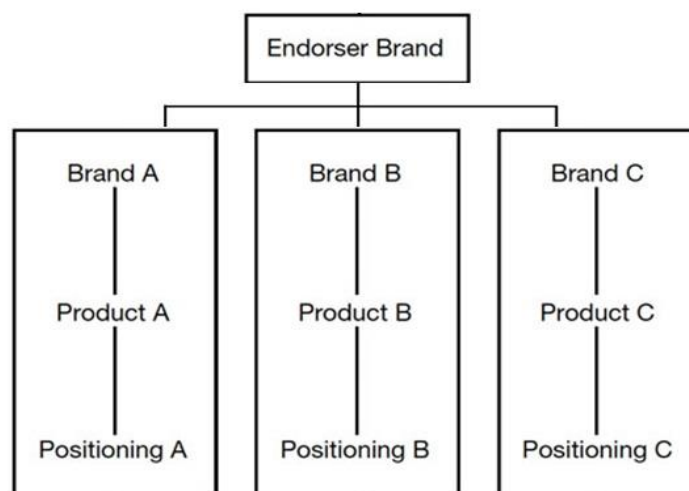 Endorser Brand
Brand A
Brand B
Brand C
Product A
Product B
Product C
Positioning A
Positioning B
Positioning C